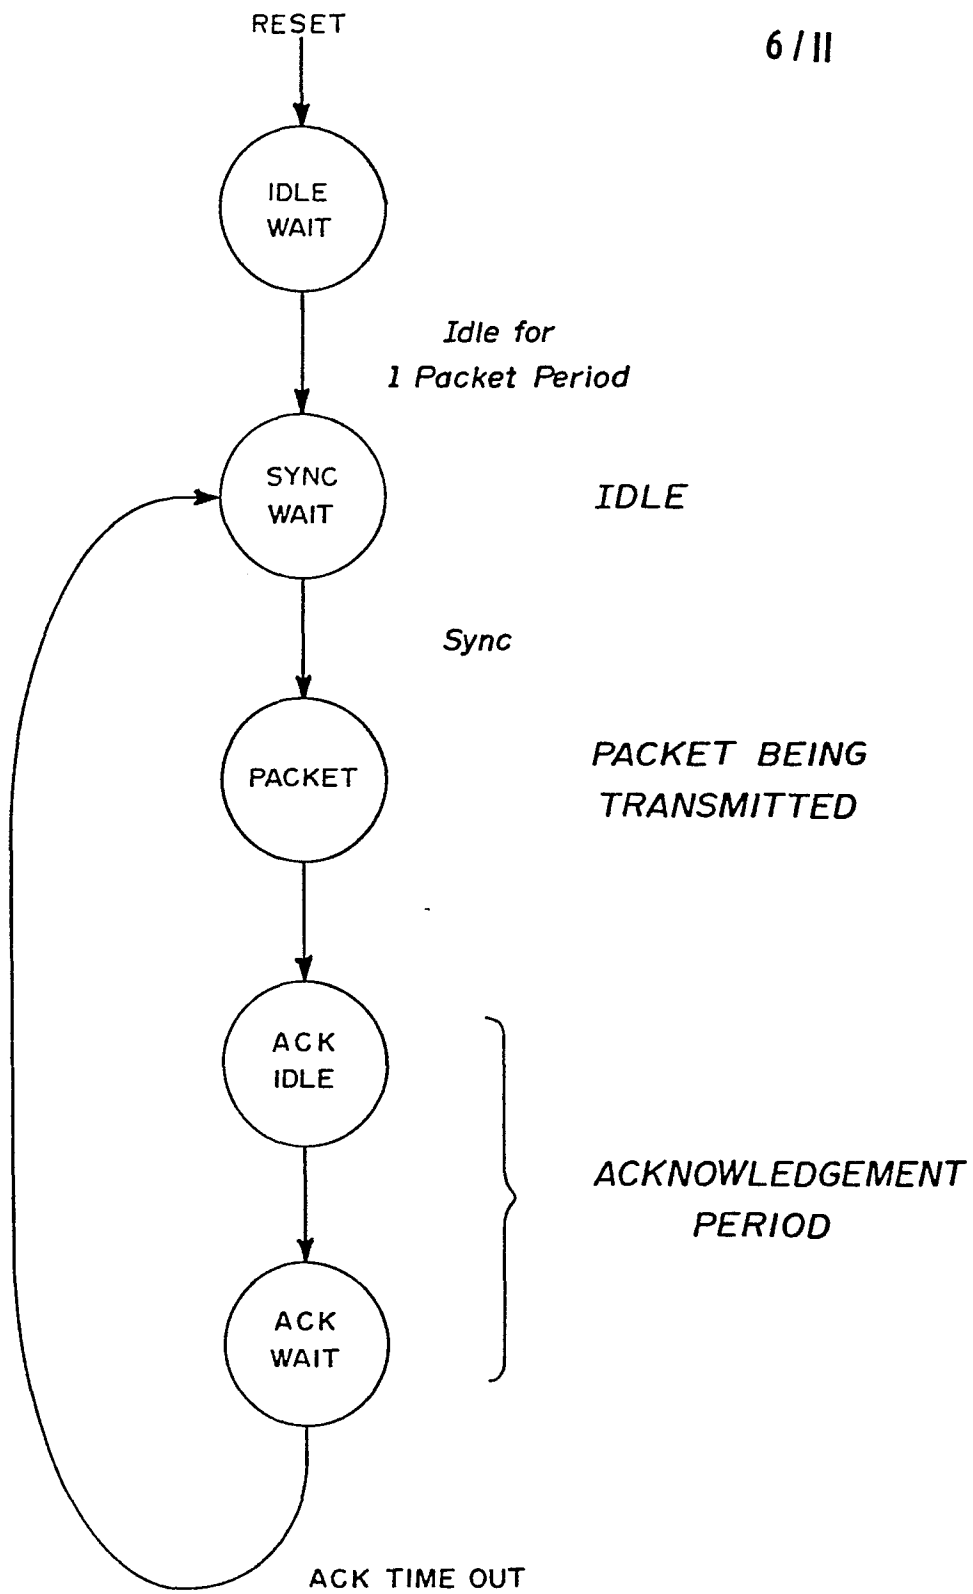 RESET
6/11
IDLE
WAIT
Idle for
1 Packet Period
SYNC
WAIT
IDLE
Sync
PACKET
PACKET BEING
TRANSMITTED
ACK
IDLE
ACKNOWLEDGEMENT
PERIOD
ACK
WAIT
ACK TIME OUT